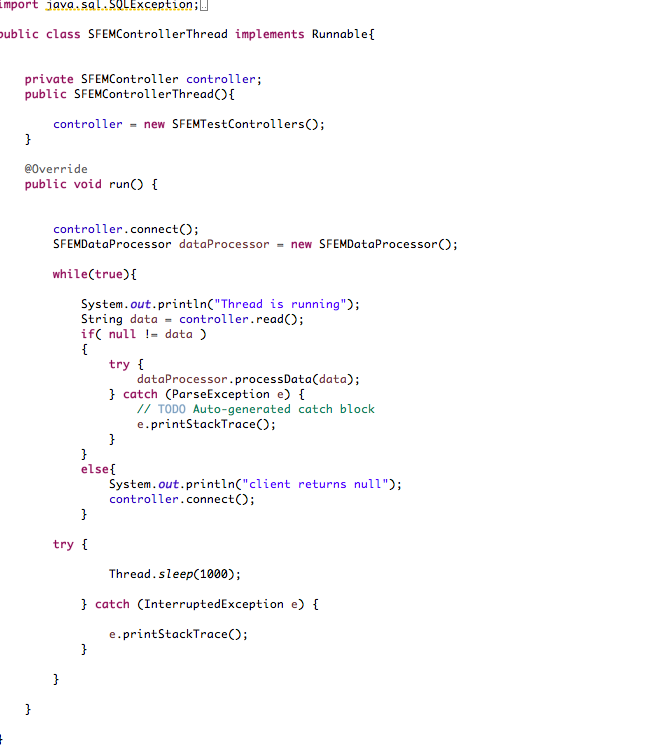 import java.sql.SQLException;
public class SFEMControllerThread implements Runnable{
private SFEMController controller;
public SFEMControllerThread(){
controller = new SFEMTestControllers();
}
@Override
public void run() {
controller.connect();
SFEMDataProcessor dataProcessor = new SFEMDataProcessor();
while(true){
System.out.println("Thread is running");
String data = controller.read();
if( null != data )
{
try {
dataProcessor.processData(data);
} catch (ParseException e) {
// TODO Auto-generated catch block
e.printStackTrace();
}
}
else{
System.out.println("client returns null");
controller.connect();
}
try {
Thread.sleep(1000);
} catch (InterruptedException e) {
e.printStackTrace();
}
}
}
}